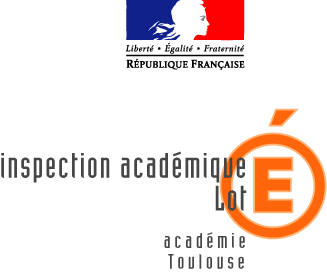 Liberté • Égalité • Fraternité
RÉPUBLIQUE FRANÇAISE
inspection académique
Lot
É
académie
Toulouse